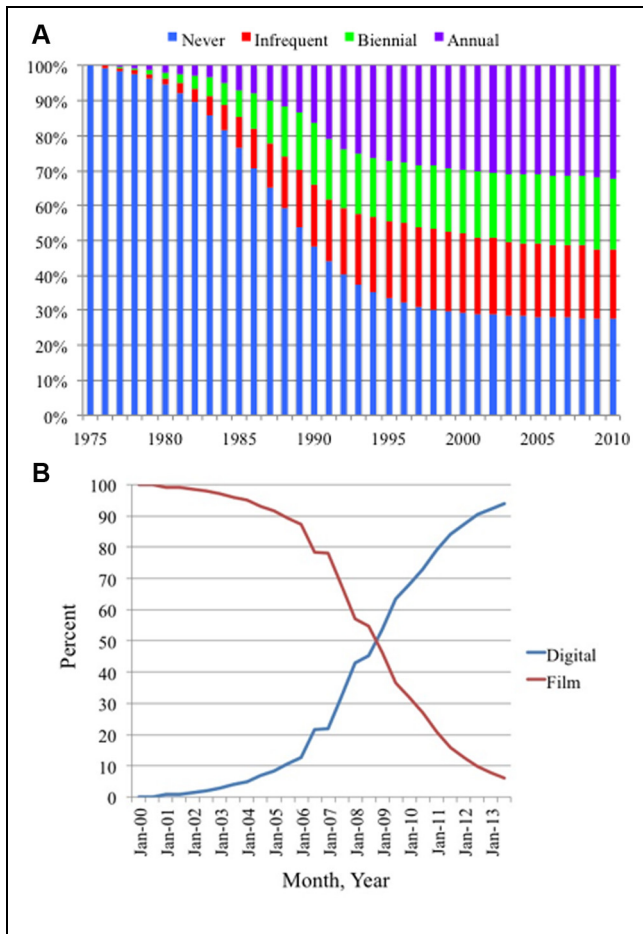 A
Never Infrequent Biennial Annual
100%
90%
80%
70%
60%
50%
40%
30%
20%
10%
0%
1975 1980 1985 1990 1995 2000 2005 2010
B
100
90
80
70
60
50
40
30
20
10
0
Percent
Digital
Film
Jan-00 Jan-01 Jan-02 Jan-03 Jan-04 Jan-05 Jan-06 Jan-07 Jan-08 Jan-09 Jan-10 Jan-11 Jan-12 Jan-13
Month, Year